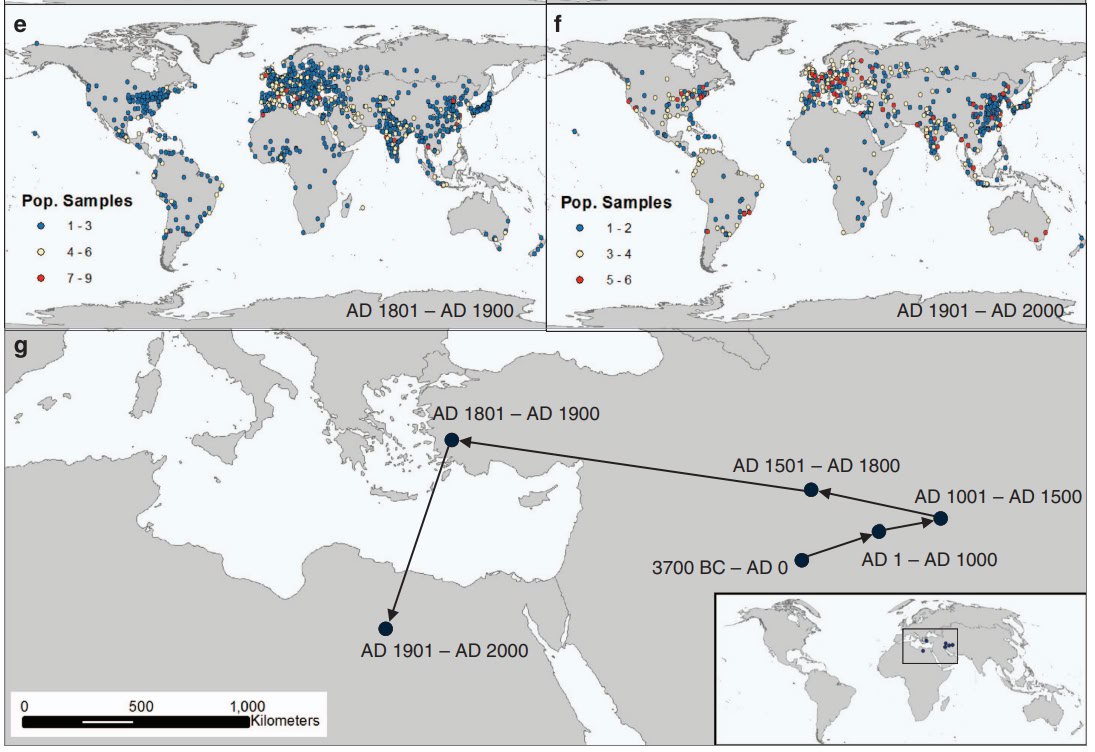 e
Pop. Samples
1 - 3
4 - 6
7 - 9
AD 1801 – AD 1900
f
Pop. Samples
1 - 2
3 - 4
5 - 6
AD 1901 – AD 2000
g
AD 1801 – AD 1900
AD 1501 – AD 1800
AD 1001 – AD 1500
3700 BC – AD 0
AD 1 – AD 1000
AD 1901 – AD 2000
0 500 1,000
Kilometers